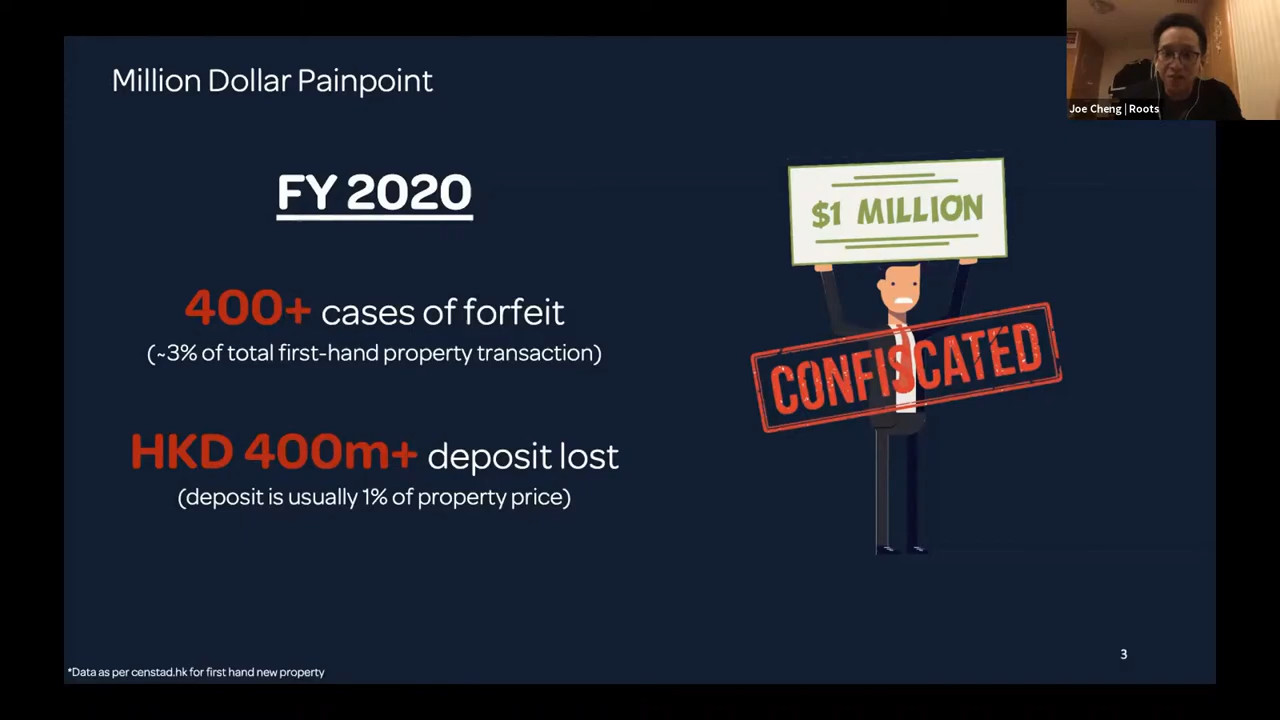 Million Dollar Painpoint
Joe Cheng | Roots
FY 2020
$1 MILLION
400+ cases of forfeit
(~3% of total first-hand property transaction)
CONFISCATED
HKD 400m+ deposit lost
(deposit is usually 1% of property price)
3
*Data as per censtad.hk for first hand new property